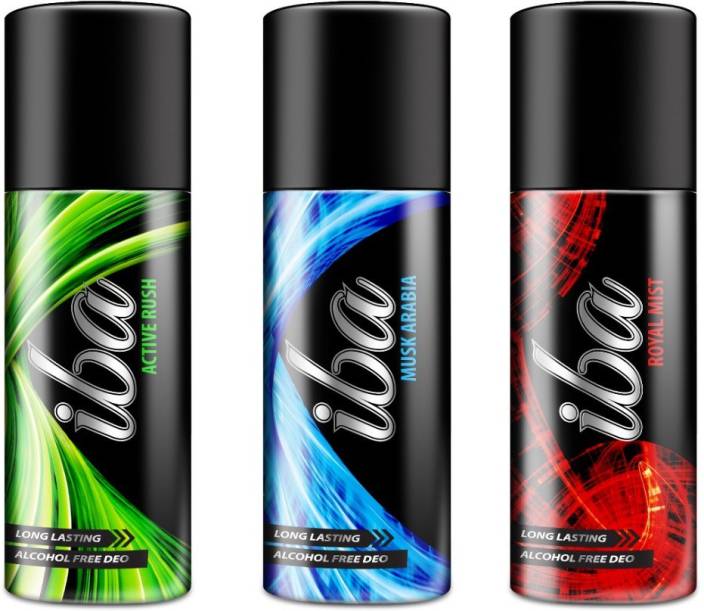 iba
ACTIVE RUSH
LONG LASTING
ALCOHOL FREE DEO
iba
MUSK ARABIA
LONG LASTING
ALCOHOL FREE DEO
iba
ROYAL MIST
LONG LASTING
ALCOHOL FREE DEO